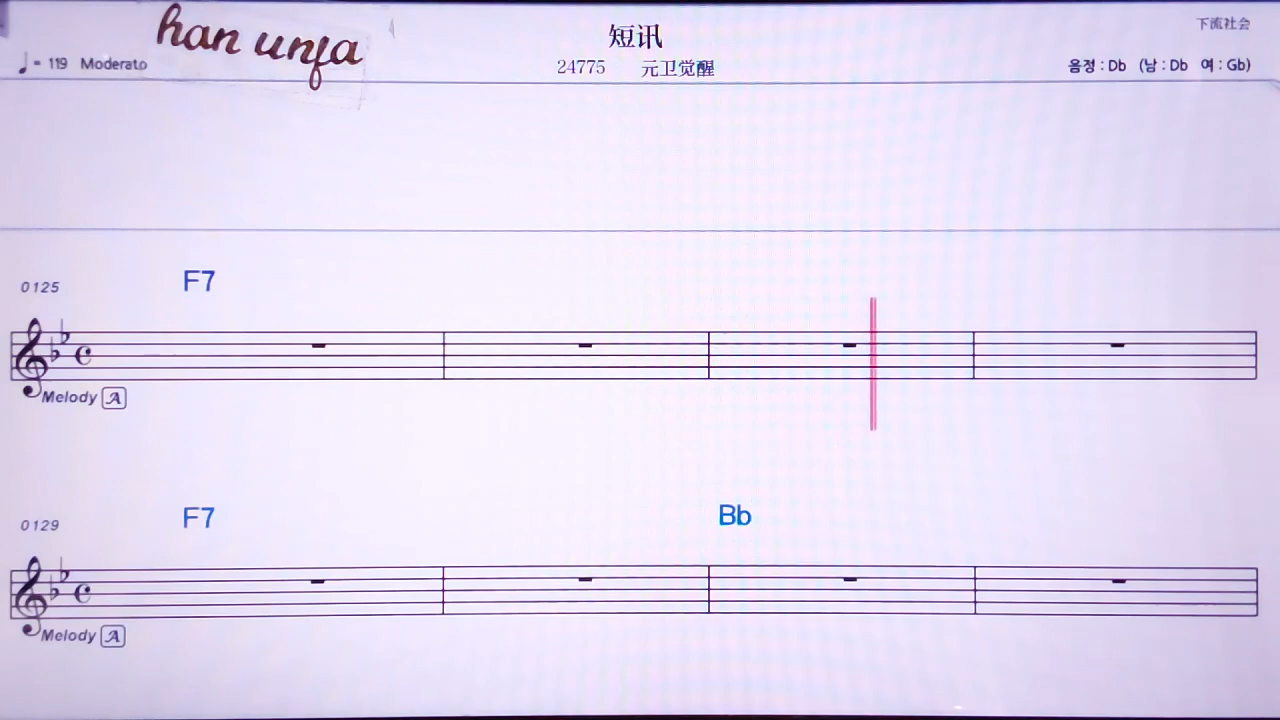 han unfa
短讯
下流社会
♩= 119 Moderato
24775 元卫觉醒
음정 : Db (남 : Db 여 : Gb)
0125 F7
Melody A
0129 F7 Bb
Melody A